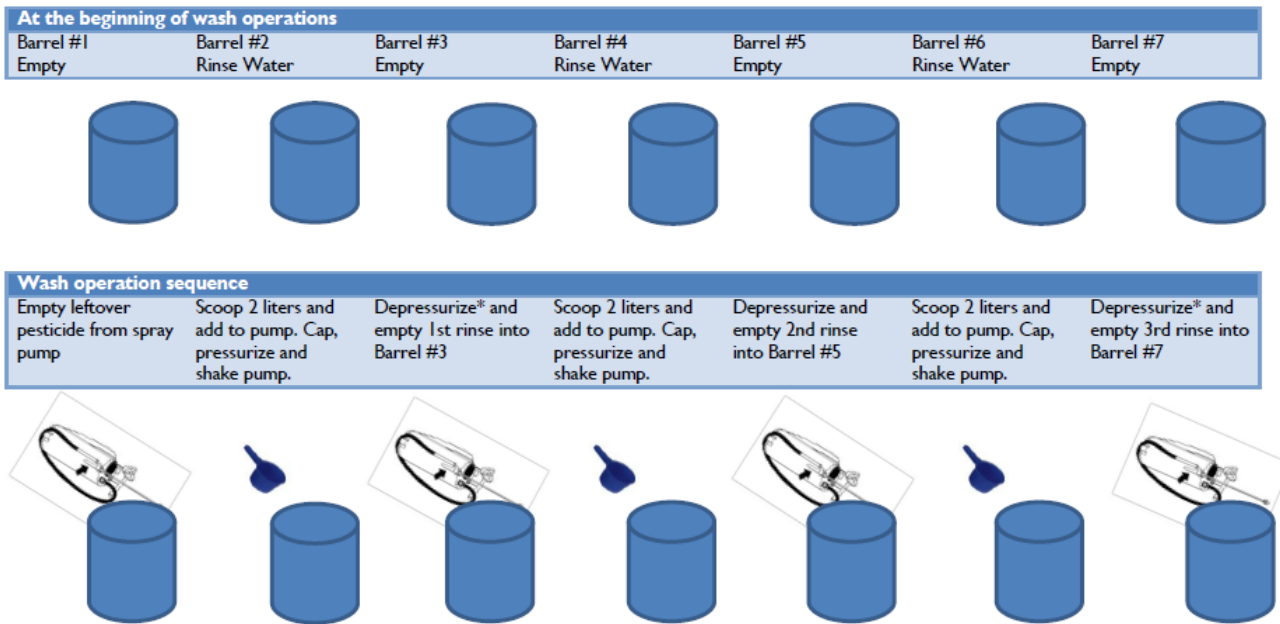 At the beginning of wash operations
Barrel #1 Barrel #2 Barrel #3 Barrel #4 Barrel #5 Barrel #6 Barrel #7
Empty Rinse Water Empty Rinse Water Empty Rinse Water Empty
Wash operation sequence
Empty leftover
pesticide from spray
pump
Scoop 2 liters and
add to pump. Cap,
pressurize and
shake pump.
Depressurize* and
empty 1st rinse into
Barrel #3
Scoop 2 liters and
add to pump. Cap,
pressurize and
shake pump.
Depressurize and
empty 2nd rinse
into Barrel #5
Scoop 2 liters and
add to pump. Cap,
pressurize and
shake pump.
Depressurize* and
empty 3rd rinse into
Barrel #7